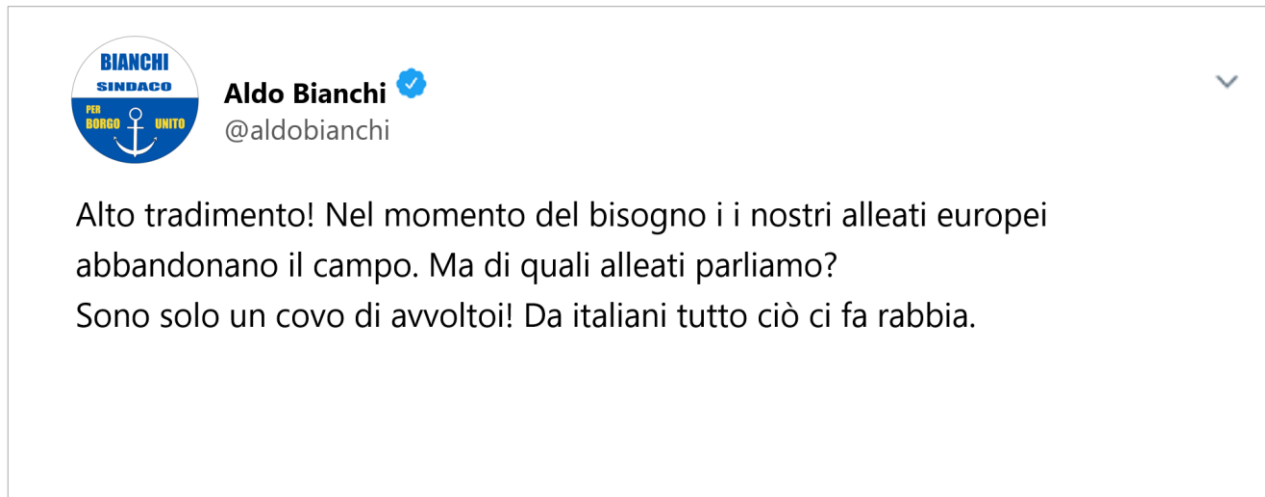 BIANCHI
SINDACO
PER
BORGO UNITO
Aldo Bianchi
@aldobianchi
Alto tradimento! Nel momento del bisogno i i nostri alleati europei
abbandonano il campo. Ma di quali alleati parliamo?
Sono solo un covo di avvoltoi! Da italiani tutto ciò ci fa rabbia.